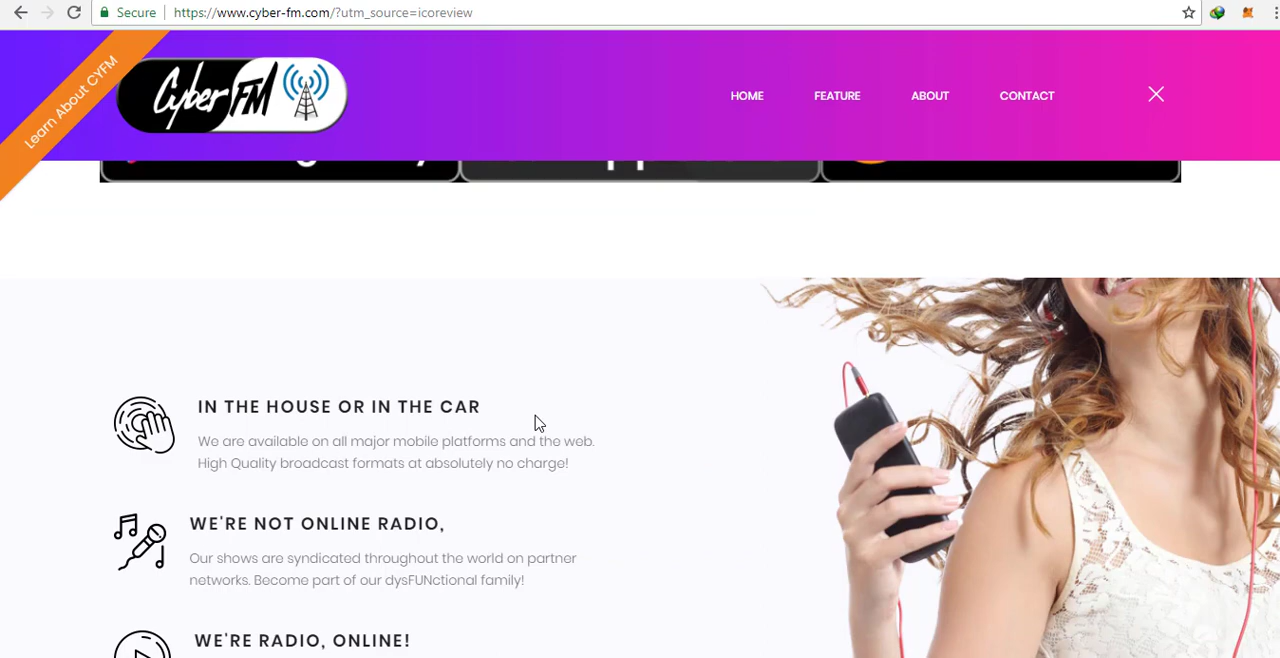 Secure
https://www.cyber-fm.com/?utm_source=icoreview
Learn About CYFM
Cyber FM
HOME
FEATURE
ABOUT
CONTACT
IN THE HOUSE OR IN THE CAR
We are available on all major mobile platforms and the web.
High Quality broadcast formats at absolutely no charge!
WE'RE NOT ONLINE RADIO,
Our shows are syndicated throughout the world on partner
networks. Become part of our dysFUNctional family!
WE'RE RADIO, ONLINE!